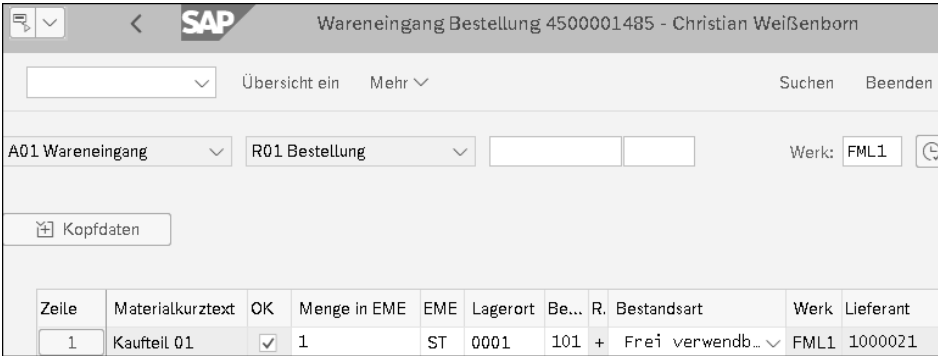 SAP Wareneingang Bestellung 4500001485 - Christian Weißenborn
Übersicht ein Mehr Suchen Beenden
A01 Wareneingang R01 Bestellung Werk: FML1
Kopfdaten
Zeile Materialkurztext OK Menge in EME EME Lagerort Be... R. Bestandsart Werk Lieferant
1 Kaufteil 01 1 ST 0001 101 + Frei verwendb… FML1 1000021